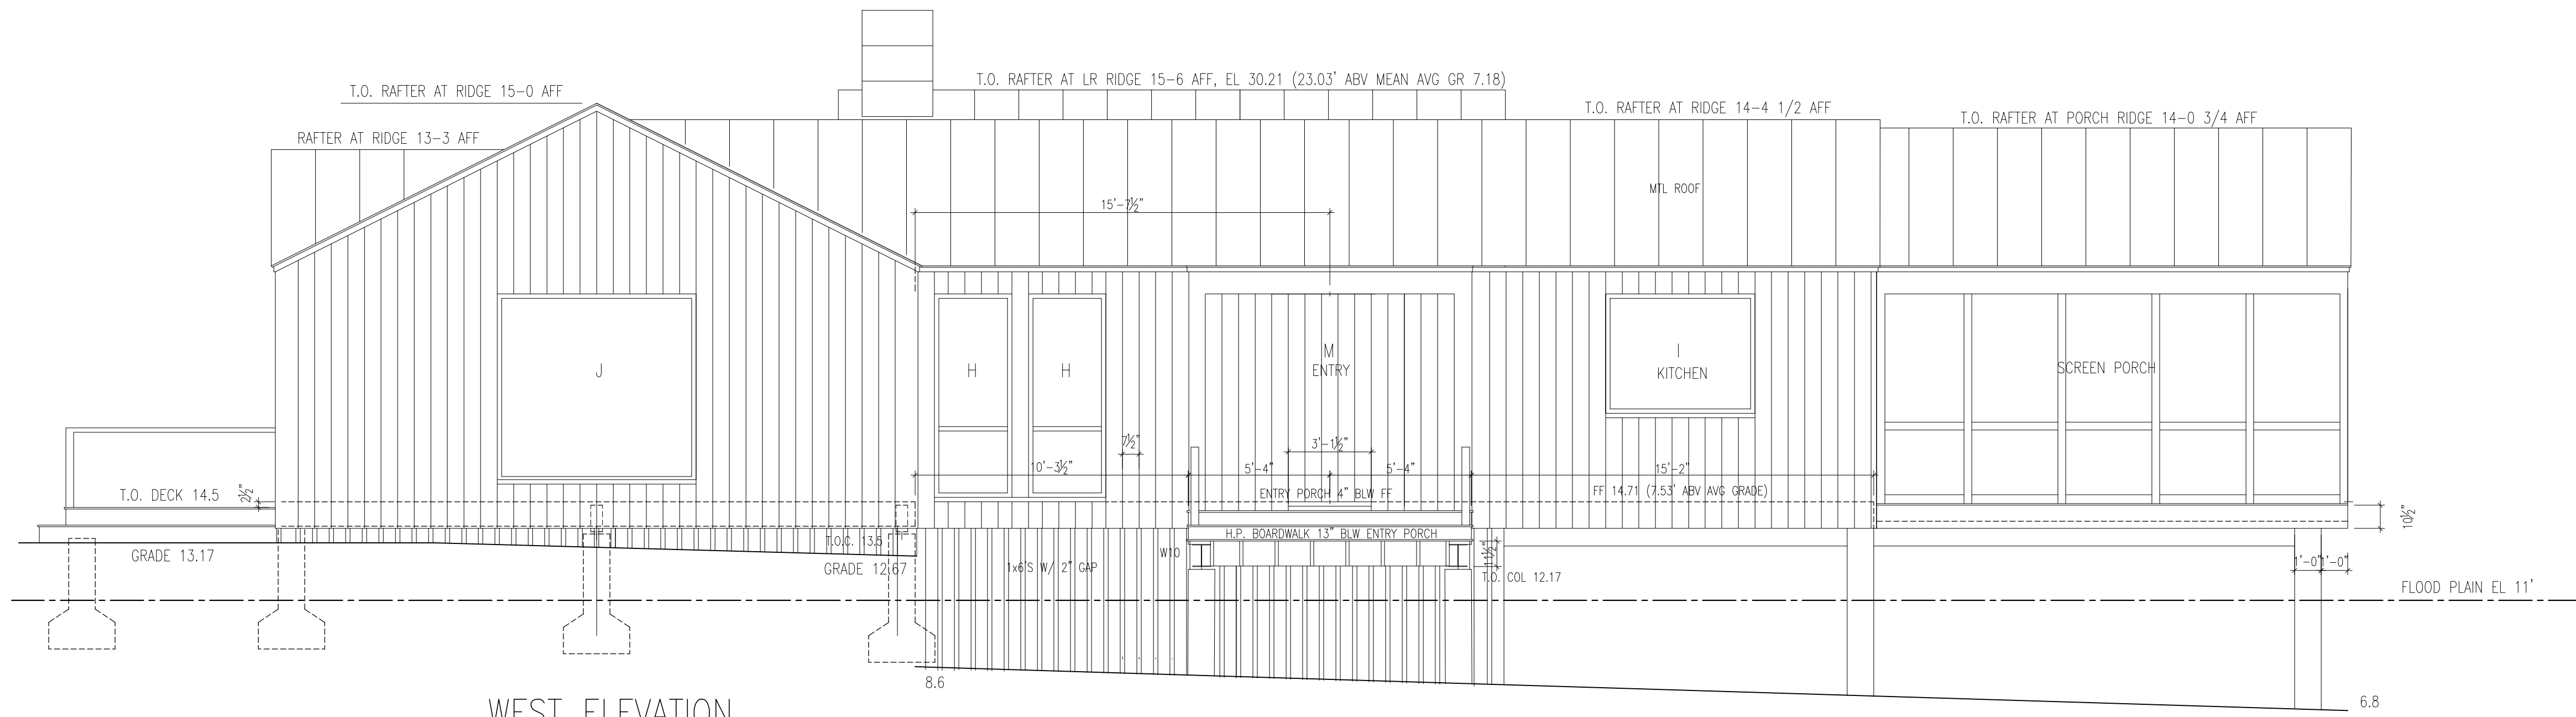 T.O. RAFTER AT LR RIDGE 15-6 AFF, EL 30.21 (23.03' ABV MEAN AVG GR 7.18)
T.O. RAFTER AT RIDGE 15-0 AFF
T.O. RAFTER AT RIDGE 14-4 1/2 AFF
T.O. RAFTER AT PORCH RIDGE 14-0 3/4 AFF
RAFTER AT RIDGE 13-3 AFF
MTL ROOF
15'-7½"
J
H
H
M
ENTRY
I
KITCHEN
SCREEN PORCH
7½"
3'-1½"
10'-3½"
5'-4"
5'-4"
15'-2"
T.O. DECK 14.5
2½"
ENTRY PORCH 4" BLW FF
FF 14.71 (7.53' ABV AVG GRADE)
10½"
H.P. BOARDWALK 13" BLW ENTRY PORCH
T.O.C. 13.5
GRADE 13.17
GRADE 12.67
1x6'S W/ 2" GAP
W10
11½"
T.O. COL 12.17
1'-0"
1'-0"
FLOOD PLAIN EL 11'
8.6
6.8
WEST ELEVATION